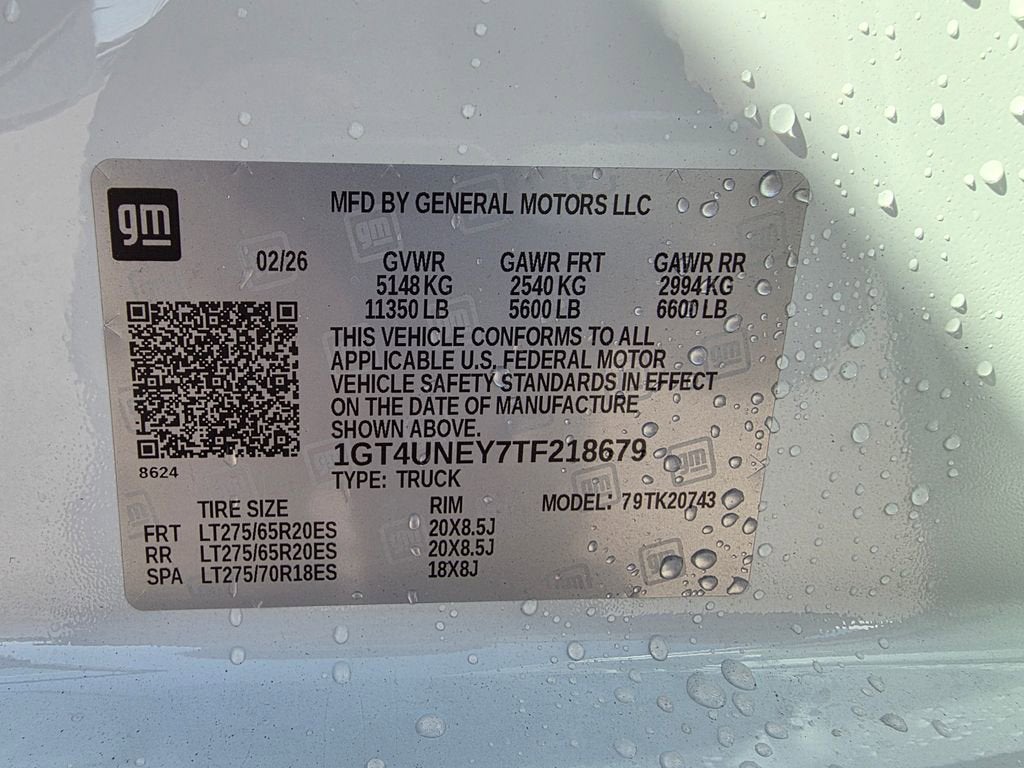 gm
MFD BY GENERAL MOTORS LLC
02/26 GVWR GAWR FRT GAWR RR
5148 KG 2540 KG 2994 KG
11350 LB 5600 LB 6600 LB
THIS VEHICLE CONFORMS TO ALL
APPLICABLE U.S. FEDERAL MOTOR
VEHICLE SAFETY STANDARDS IN EFFECT
ON THE DATE OF MANUFACTURE
SHOWN ABOVE.
8624
1GT4UNEY7TF218679
TYPE: TRUCK
TIRE SIZE RIM MODEL: 79TK20743
FRT LT275/65R20ES 20X8.5J
RR LT275/65R20ES 20X8.5J
SPA LT275/70R18ES 18X8J